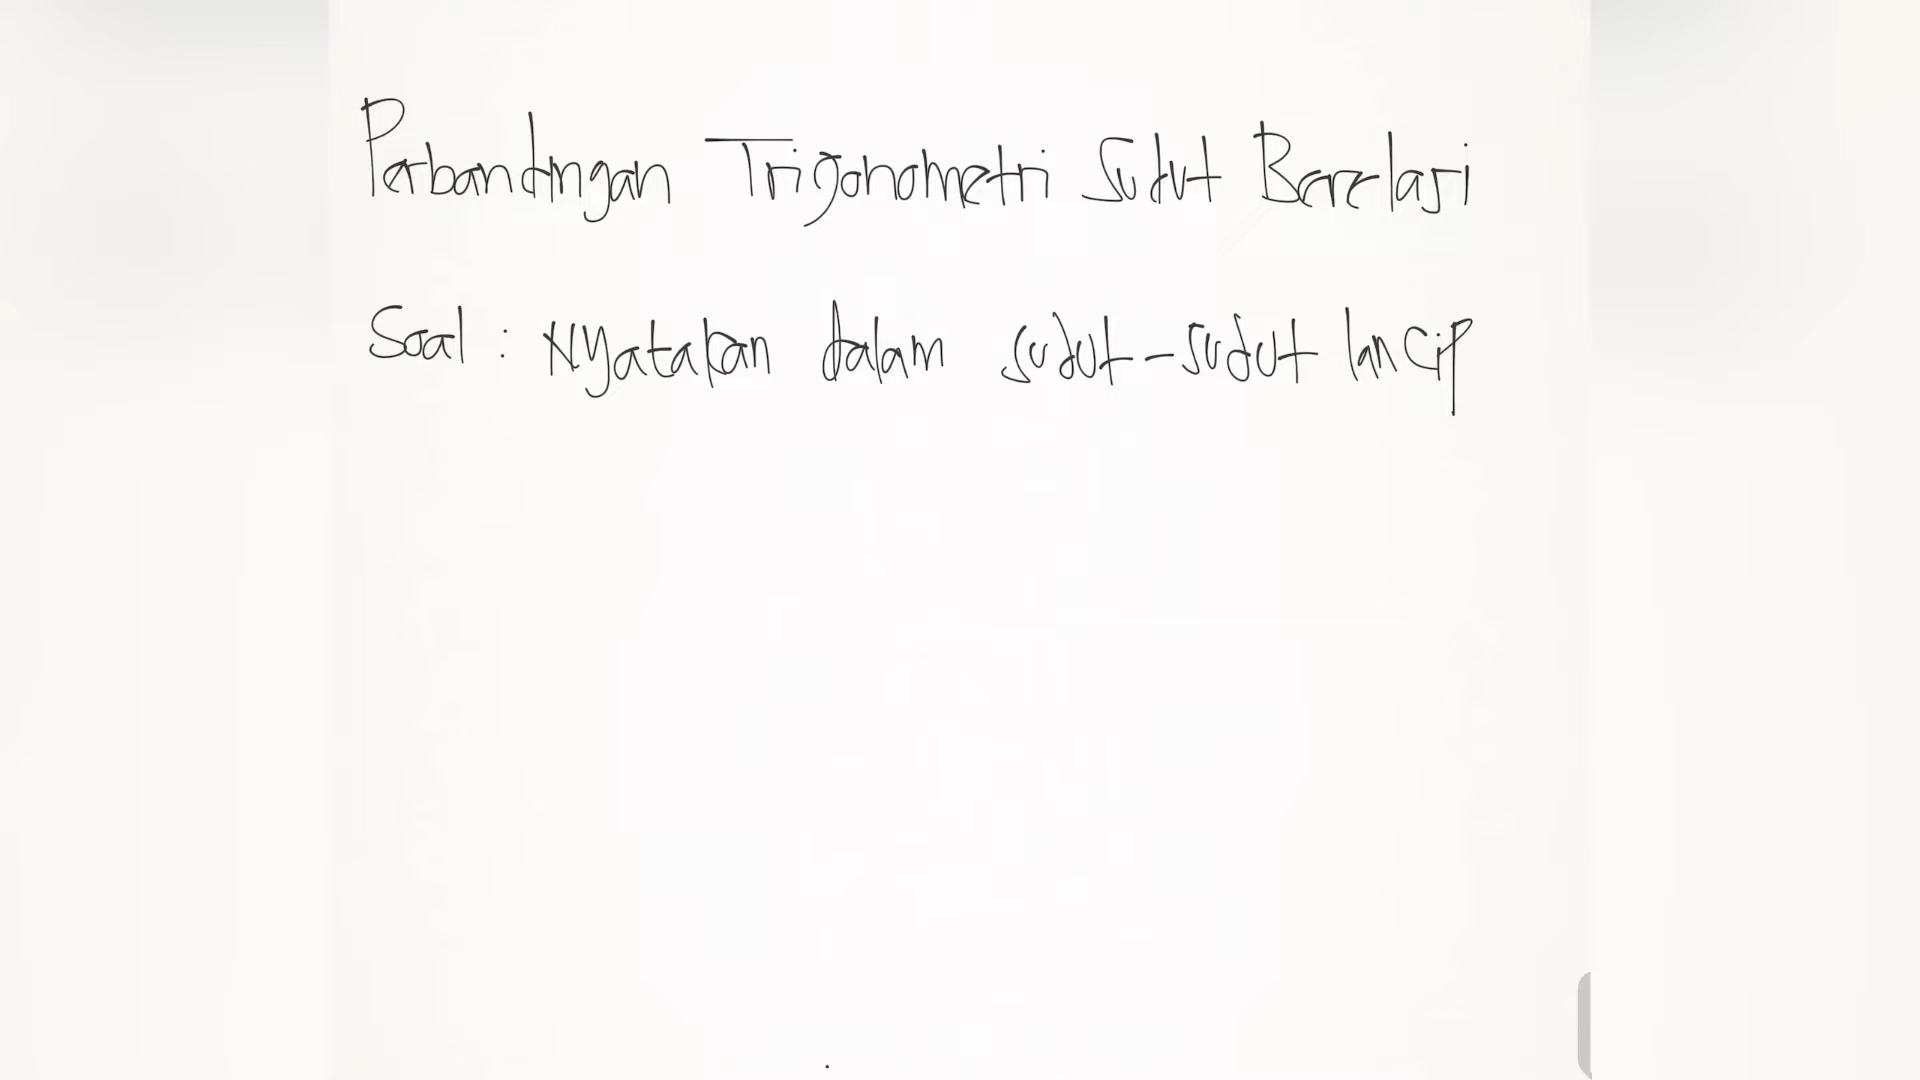 Perbandingan Trigonometri Sudut Berelasi
Soal : Nyatakan dalam sudut-sudut lancip